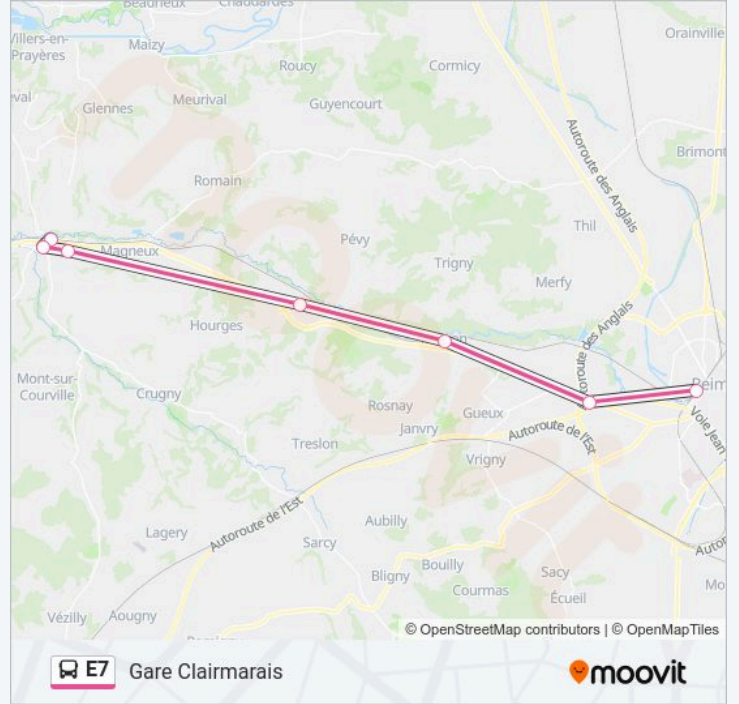 Beaurieux
Chaudardes
Villers-en-
Prayères
Maizy
Orainville
Roucy
Cormicy
Glennes
Meurival
Guyencourt
Autoroute des Anglais
Brimont
Romain
Thil
Pévy
Magneux
Trigny
Merfy
Hourges
Autoroute des Anglais
Mont-sur-
Courville
Crugny
Rosnay
Gueux
Janvry
Autoroute de l'Est
Treslon
Vrigny
Autoroute de l'Est
Aubilly
Lagery
Sarcy
Bouilly
Bligny
Sacy
Courmas
Écueil
Vézilly
Aougny
© OpenStreetMap contributors | © OpenMapTiles
E7 Gare Clairmarais
moovit